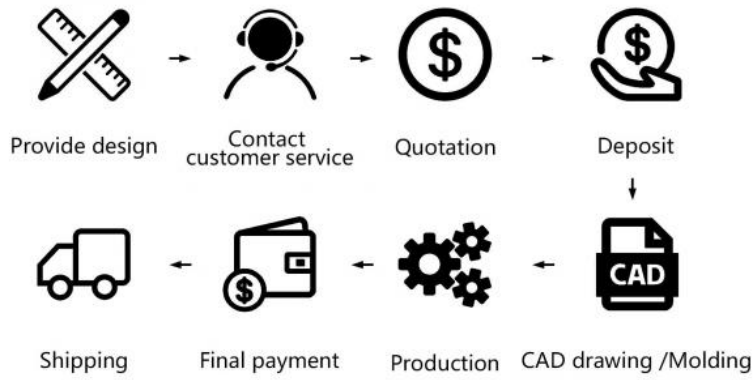 $
$
Provide design
Contact
customer service
Quotation
Deposit
CAD
$
Shipping
Final payment
Production
CAD drawing /Molding